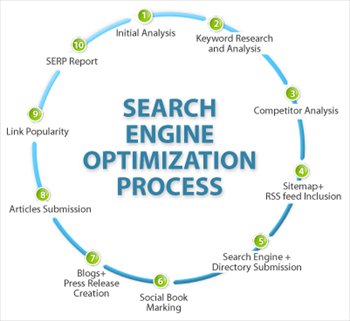 SEARCH
ENGINE
OPTIMIZATION
PROCESS
1
Initial Analysis
2
Keyword Research
and Analysis
3
Competitor Analysis
4
Sitemap+
RSS feed Inclusion
5
Search Engine +
Directory Submission
6
Social Book
Marking
7
Blogs+
Press Release
Creation
8
Articles Submission
9
Link Popularity
10
SERP Report